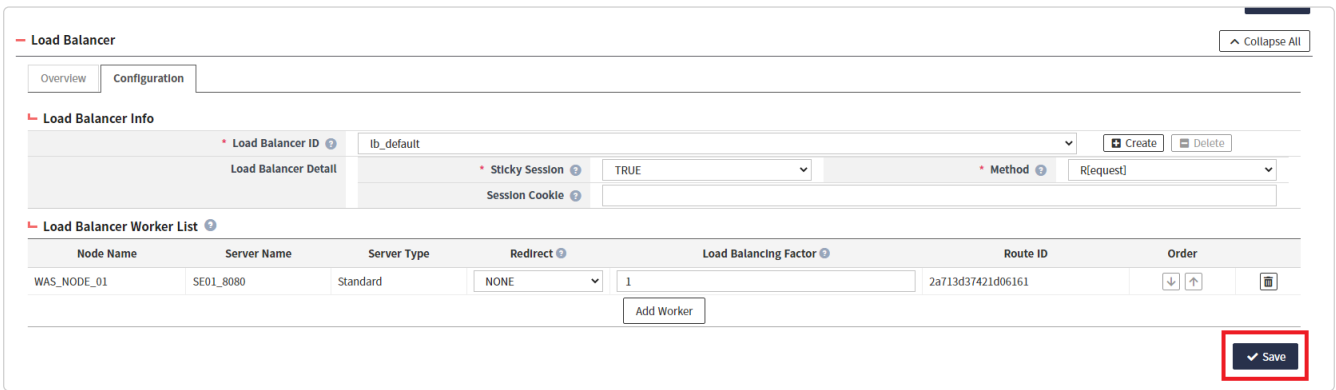 Load Balancer
Collapse All
Overview Configuration
Load Balancer Info
* Load Balancer ID ? lb_default Create Delete
Load Balancer Detail * Sticky Session ? TRUE * Method ? R[equest]
Session Cookie ?
Load Balancer Worker List ?
Node Name Server Name Server Type Redirect ? Load Balancing Factor ? Route ID Order
WAS_NODE_01 SE01_8080 Standard NONE 1 2a713d37421d06161
Add Worker
Save